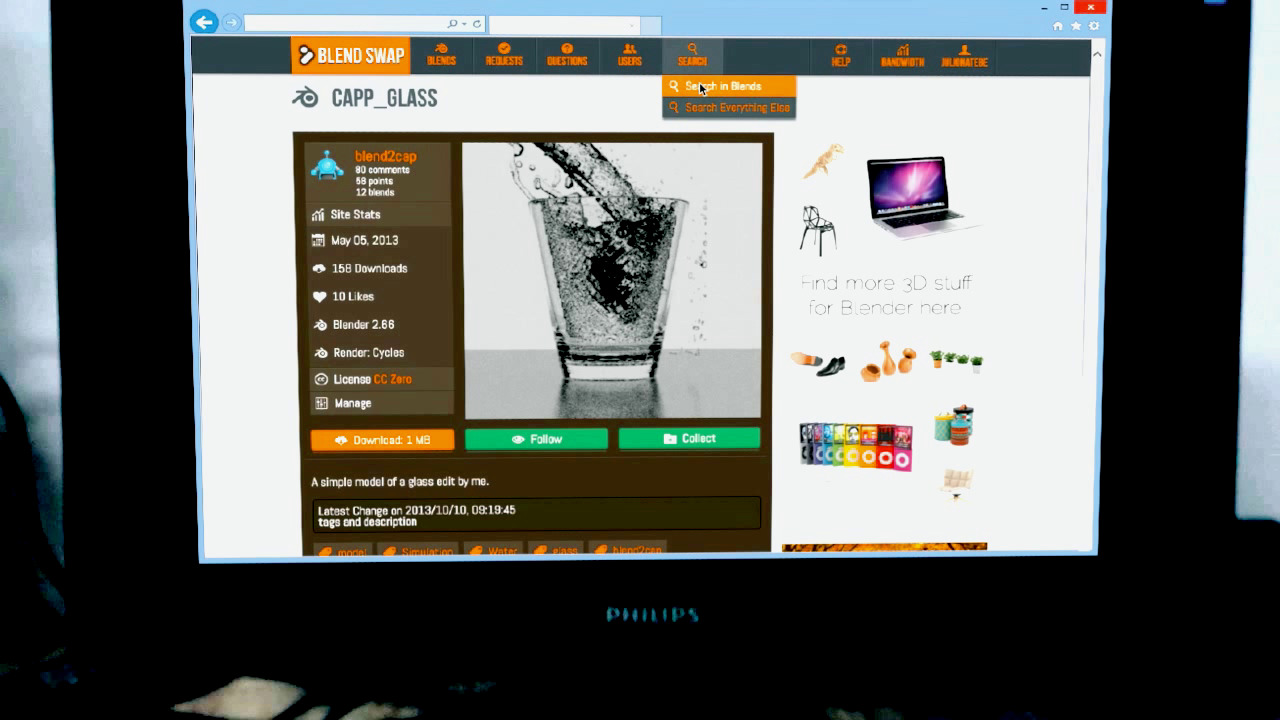 BLEND SWAP
BLENDS
REQUESTS
QUESTIONS
USERS
SEARCH
HELP
BANDWIDTH
Search in Blends
Search Everything Else
CAPP_GLASS
blend2cap
80 comments
58 points
12 blends
Site Stats
May 05, 2013
158 Downloads
10 Likes
Blender 2.66
Render: Cycles
License CC Zero
Manage
Download: 1 MB
Follow
Collect
Find more 3D stuff
for Blender here
A simple model of a glass edit by me.
Latest Change on 2013/10/10, 09:19:45
tags and description
model
Simulation
Water
glass
blend2cap
PHILIPS